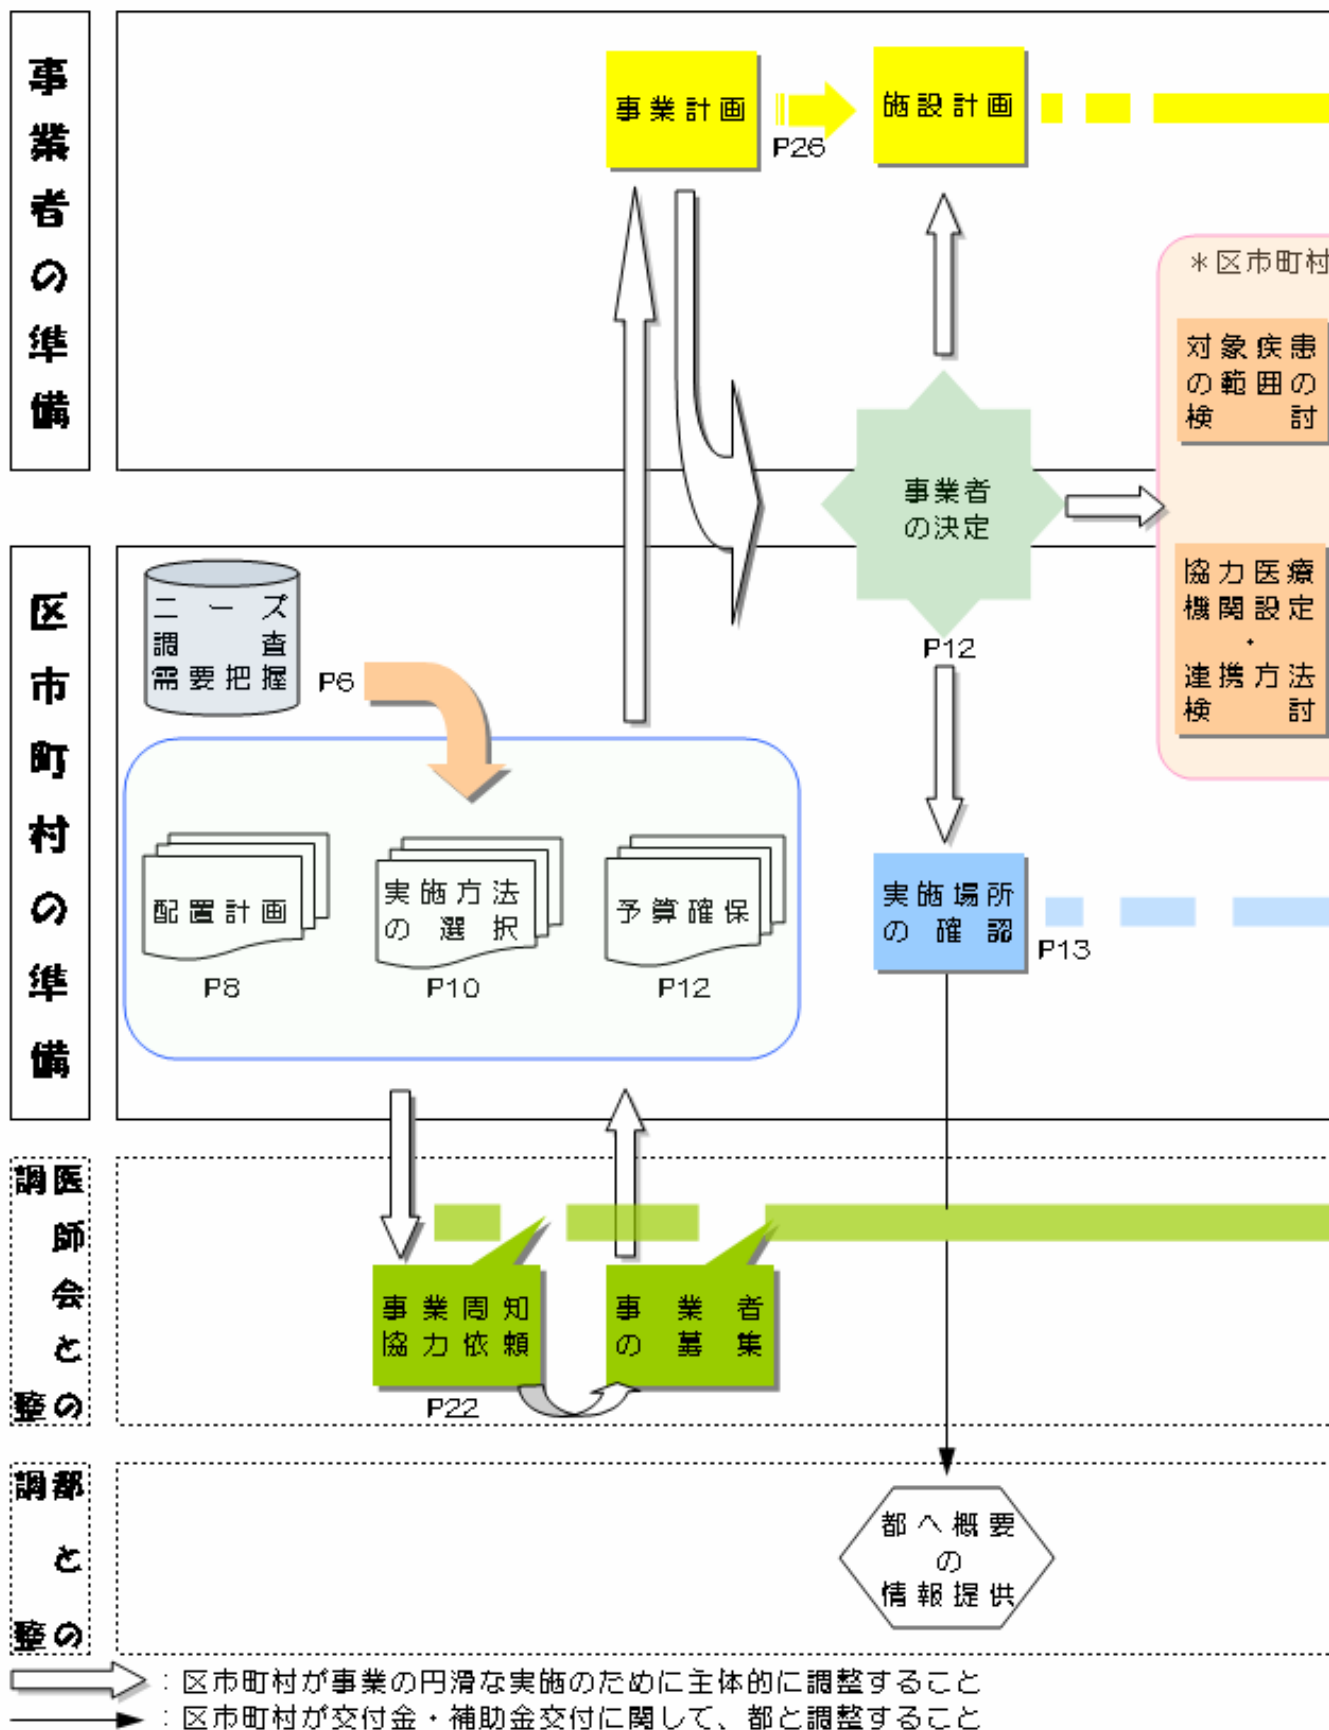 事業者の準備
事業計画
P26
施設計画
*区市町村
対象疾患
の範囲の
検討
事業者
の決定
P12
協力医療
機関設定
・
連携方法
検討
区市町村の準備
ニーズ
調査
需要把握
P6
配置計画
P8
実施方法
の選択
P10
予算確保
P12
実施場所
の確認
P13
医師会との
調整
事業周知
協力依頼
P22
事業者
の募集
都との
調整
都へ概要
の
情報提供
：区市町村が事業の円滑な実施のために主体的に調整すること
：区市町村が交付金・補助金交付に関して、都と調整すること